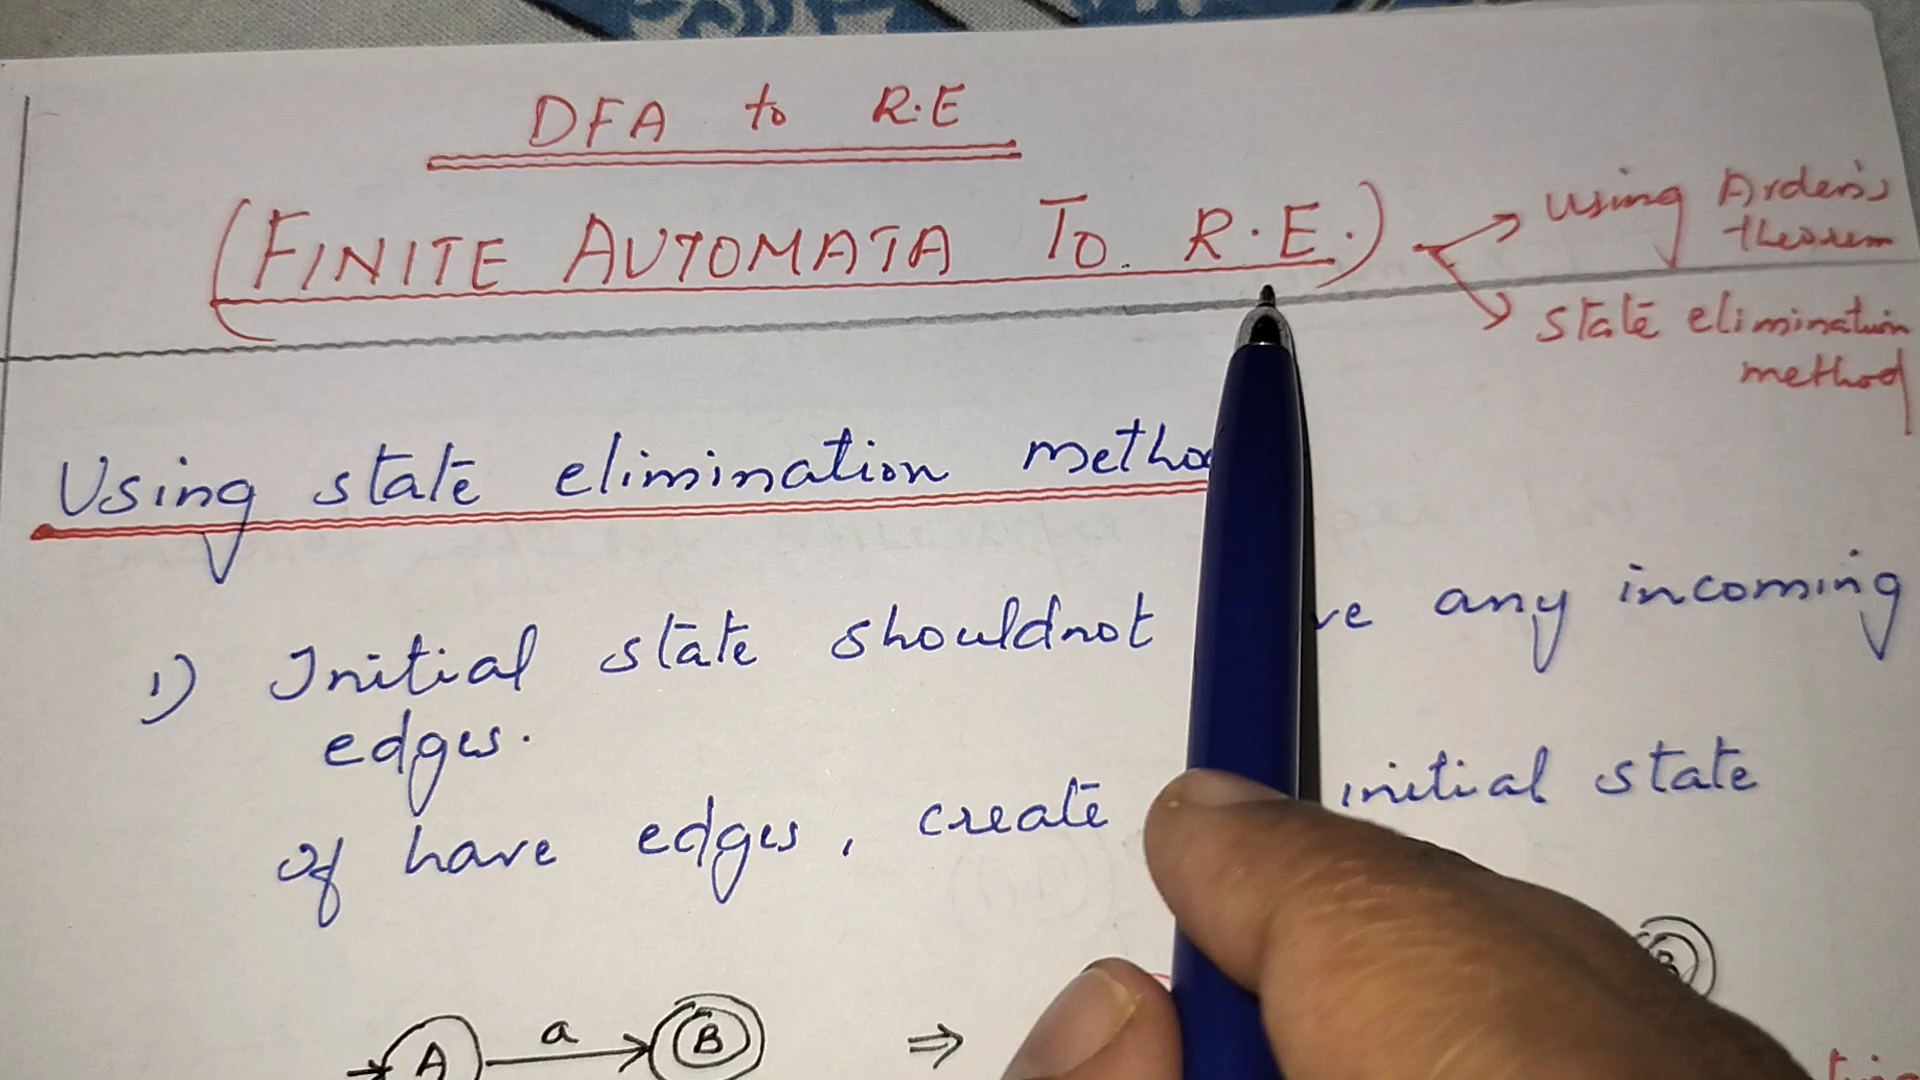 DFA to R.E
(FINITE AUTOMATA TO R.E.)
using Arden's
theorem
state elimination
method
Using state elimination metho
1) Initial state shouldnot ve any incoming
edges.
If have edges, create initial state
A a B ⇒
B